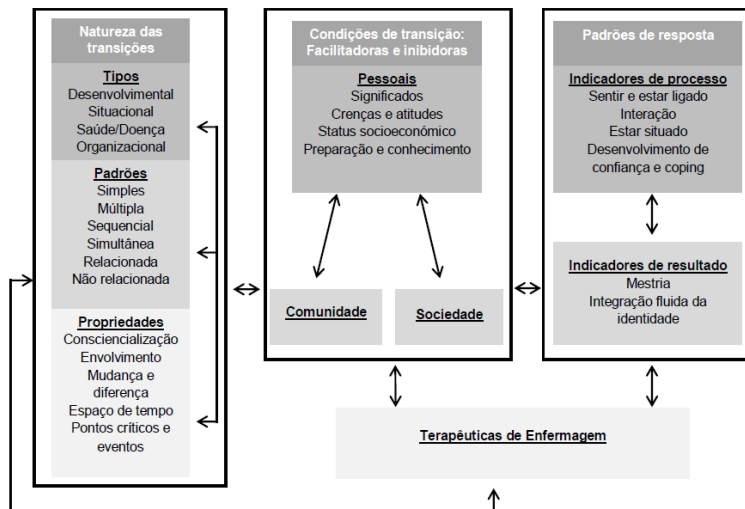 Natureza das
transições
Tipos
Desenvolvimental
Situacional
Saúde/Doença
Organizacional
Padrões
Simples
Múltipla
Sequencial
Simultânea
Relacionada
Não relacionada
Propriedades
Consciencialização
Envolvimento
Mudança e
diferença
Espaço de tempo
Pontos críticos e
eventos
Condições de transição:
Facilitadoras e inibidoras
Pessoais
Significados
Crenças e atitudes
Status socioeconómico
Preparação e conhecimento
Comunidade
Sociedade
Padrões de resposta
Indicadores de processo
Sentir e estar ligado
Interação
Estar situado
Desenvolvimento de
confiança e coping
Indicadores de resultado
Mestria
Integração fluida da
identidade
Terapêuticas de Enfermagem